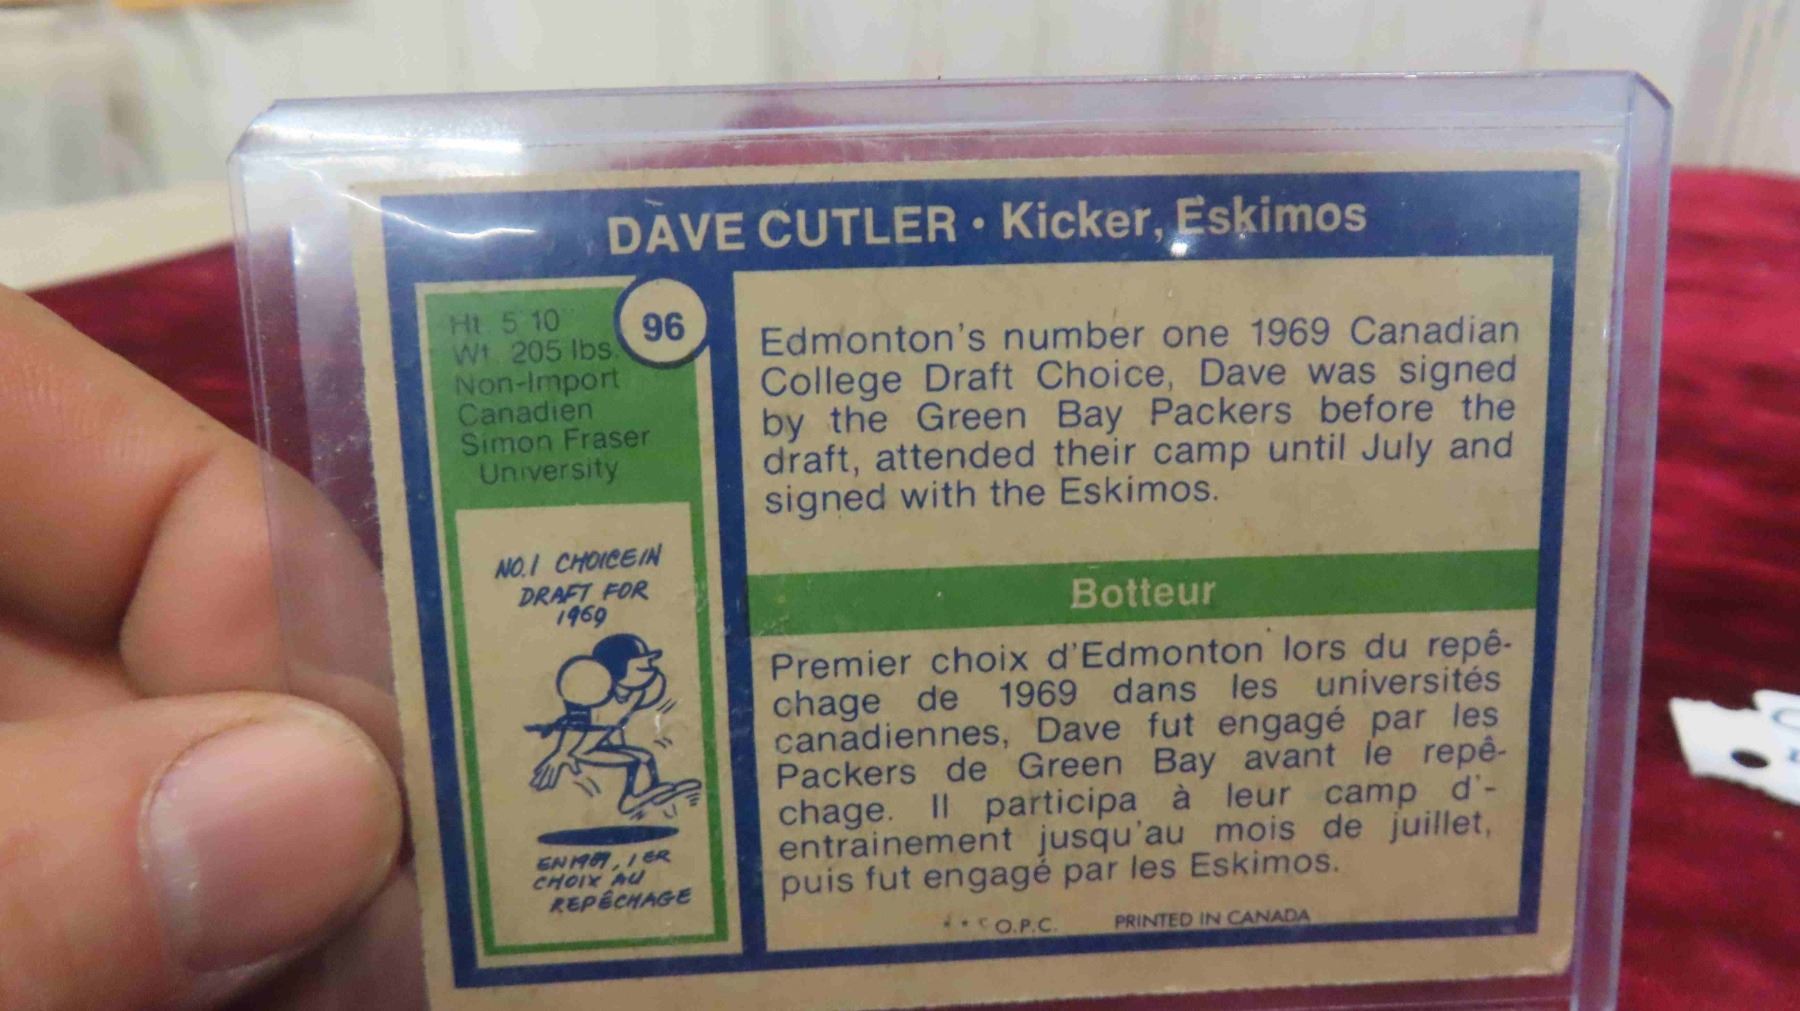 DAVE CUTLER • Kicker, Eskimos
96
Ht. 5 10
Wt. 205 lbs.
Non-Import
Canadien
Simon Fraser
University
NO.1 CHOICE IN
DRAFT FOR
1969
EN 1969, 1 ER
CHOIX AU
REPÊCHAGE
Edmonton's number one 1969 Canadian
College Draft Choice, Dave was signed
by the Green Bay Packers before the
draft, attended their camp until July and
signed with the Eskimos.
Botteur
Premier choix d'Edmonton lors du repê-
chage de 1969 dans les universités
canadiennes, Dave fut engagé par les
Packers de Green Bay avant le repê-
chage. Il participa à leur camp d'-
entrainement jusqu'au mois de juillet,
puis fut engagé par les Eskimos.
* * © O.P.C. PRINTED IN CANADA